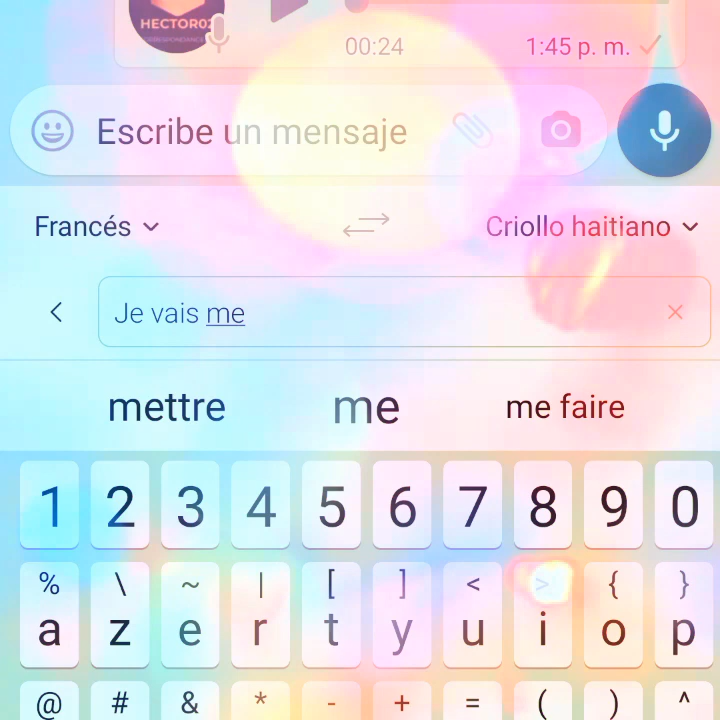 HECTOR02
00:24 1:45 p. m.
Escribe un mensaje
Francés Criollo haitiano
Je vais me
mettre me me faire
1 2 3 4 5 6 7 8 9 0
% \ ~ | [ ] < > { }
a z e r t y u i o p
@ # & * - + = ( ) ^